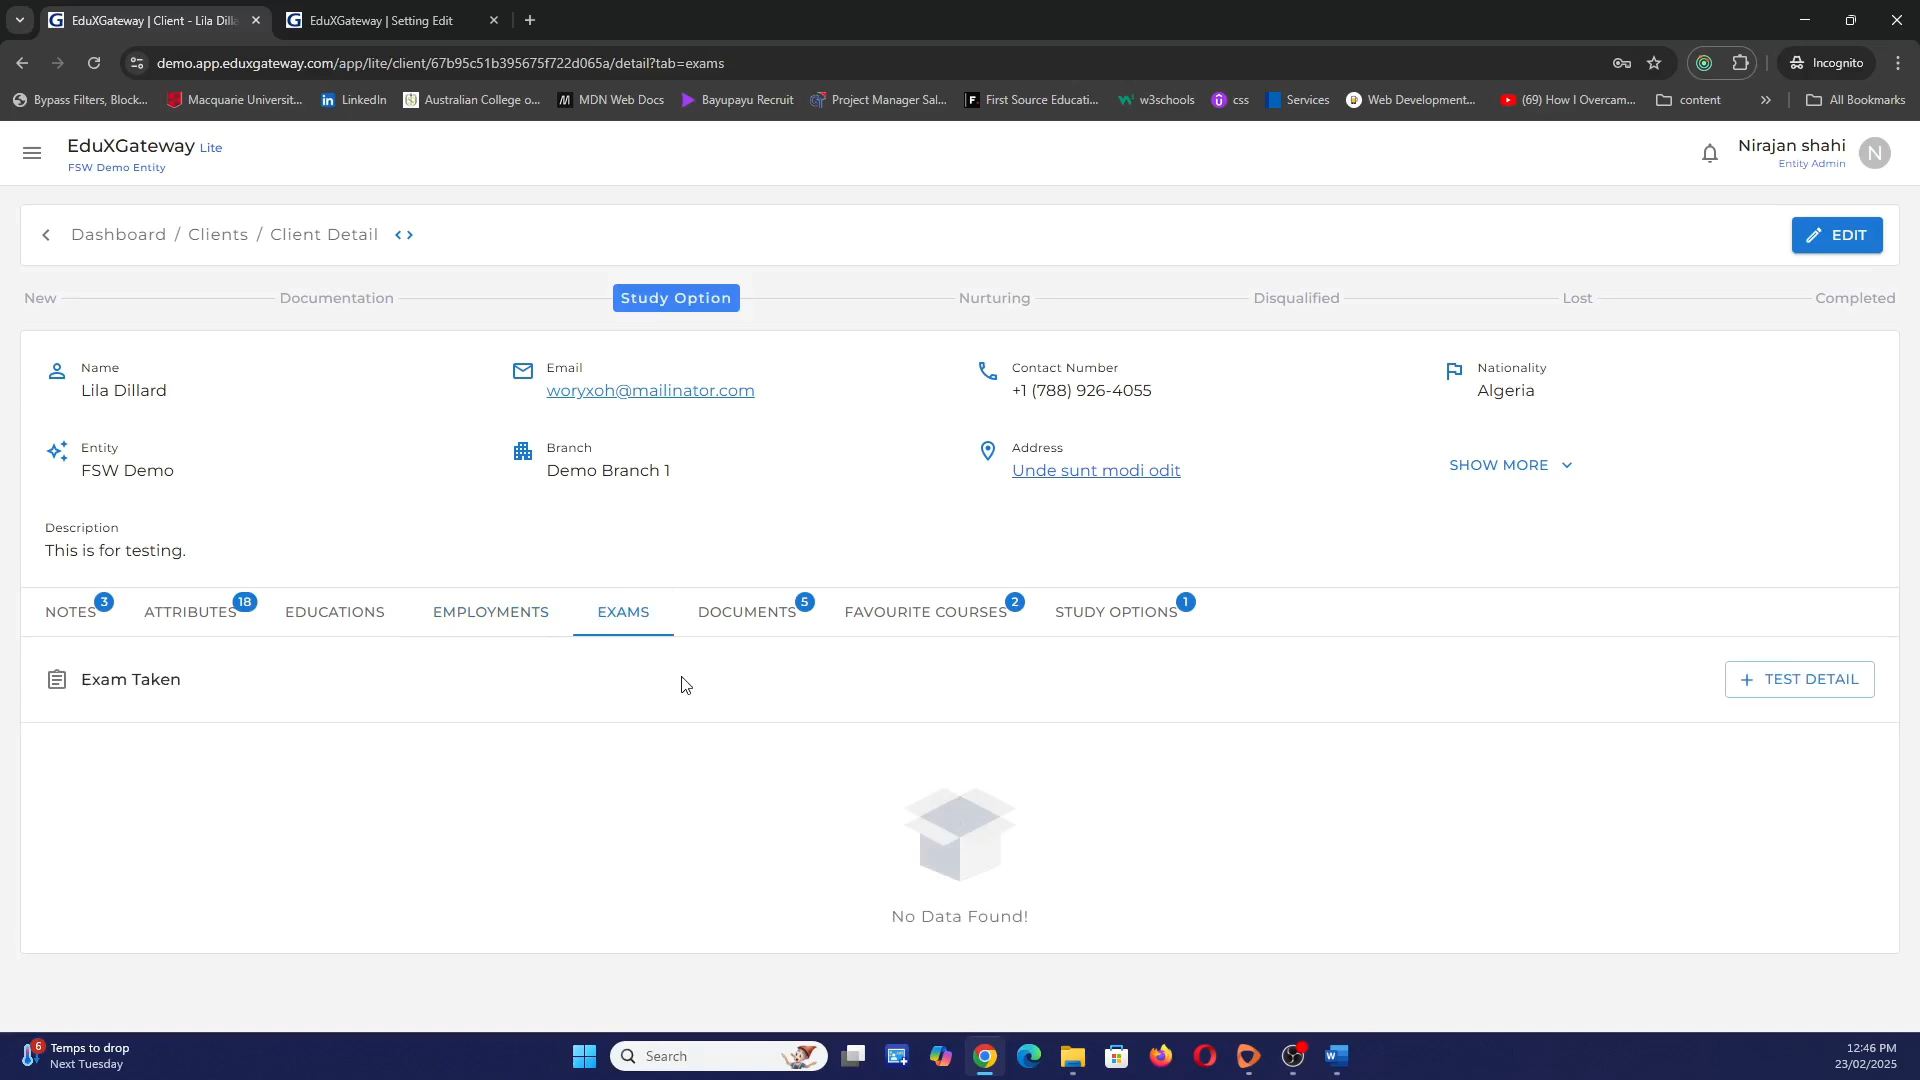 EduXGateway | Client - Lila Dilla
EduXGateway | Setting Edit
demo.app.eduxgateway.com/app/lite/client/67b95c51b395675f722d065a/detail?tab=exams
Incognito
Bypass Filters, Block...
Macquarie Universit...
LinkedIn
Australian College o...
MDN Web Docs
Bayupayu Recruit
Project Manager Sal...
First Source Educati...
w3schools
css
Services
Web Development...
(69) How I Overcam...
content
All Bookmarks
EduXGateway Lite
FSW Demo Entity
Nirajan shahi
Entity Admin
N
Dashboard / Clients / Client Detail
EDIT
New
Documentation
Study Option
Nurturing
Disqualified
Lost
Completed
Name
Lila Dillard
Email
woryxoh@mailinator.com
Contact Number
+1 (788) 926-4055
Nationality
Algeria
Entity
FSW Demo
Branch
Demo Branch 1
Address
Unde sunt modi odit
SHOW MORE
Description
This is for testing.
NOTES 3
ATTRIBUTES 18
EDUCATIONS
EMPLOYMENTS
EXAMS
DOCUMENTS 5
FAVOURITE COURSES 2
STUDY OPTIONS 1
Exam Taken
+ TEST DETAIL
No Data Found!
6
Temps to drop
Next Tuesday
Search
12:46 PM
23/02/2025